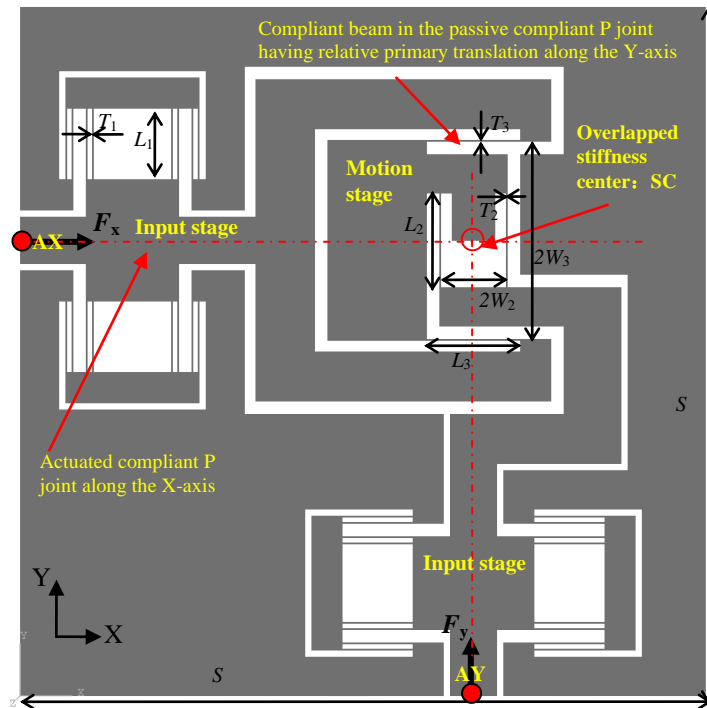 Compliant beam in the passive compliant P joint
having relative primary translation along the Y-axis
T1
L1
T3
Overlapped
stiffness
center：SC
Motion
stage
T2
L2
Fx
Input stage
AX
2W3
2W2
L3
S
Actuated compliant P
joint along the X-axis
Input stage
Y
X
Fy
AY
S
Y
X
Z